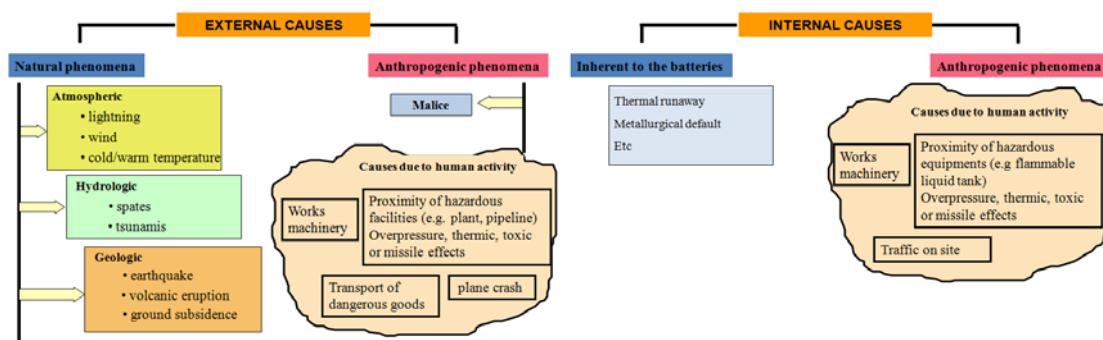 EXTERNAL CAUSES
Natural phenomena
Atmospheric
• lightning
• wind
• cold/warm temperature
Hydrologic
• spates
• tsunamis
Geologic
• earthquake
• volcanic eruption
• ground subsidence
Anthropogenic phenomena
Malice
Causes due to human activity
Works
machinery
Proximity of hazardous
facilities (e.g. plant, pipeline)
Overpressure, thermic, toxic
or missile effects
Transport of
dangerous goods
plane crash
INTERNAL CAUSES
Inherent to the batteries
Thermal runaway
Metallurgical default
Etc
Anthropogenic phenomena
Causes due to human activity
Works
machinery
Proximity of hazardous
equipments (e.g flammable
liquid tank)
Overpressure, thermic, toxic
or missile effects
Traffic on site